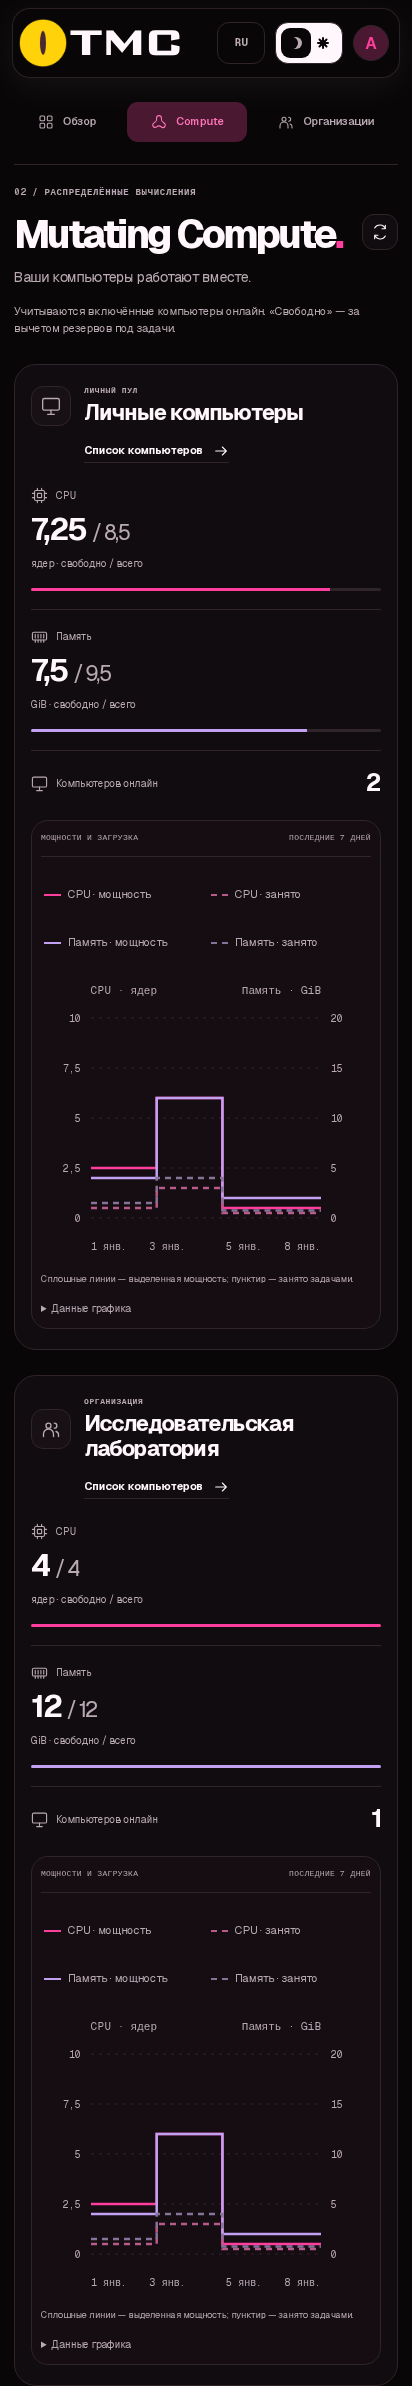 TMC
RU
A
Обзор
Compute
Организации
02 / РАСПРЕДЕЛЁННЫЕ ВЫЧИСЛЕНИЯ
Mutating Compute.
Ваши компьютеры работают вместе.
Учитываются включённые компьютеры онлайн. «Свободно» — за
вычетом резервов под задачи.
ЛИЧНЫЙ ПУЛ
Личные компьютеры
Список компьютеров →
CPU
7,25 / 8,5
ядер · свободно / всего
Память
7,5 / 9,5
GiB · свободно / всего
Компьютеров онлайн 2
МОЩНОСТИ И ЗАГРУЗКА ПОСЛЕДНИЕ 7 ДНЕЙ
CPU · мощность CPU · занято
Память · мощность Память · занято
CPU · ядер Память · GiB
10 20
7,5 15
5 10
2,5 5
0 0
1 янв. 3 янв. 5 янв. 8 янв.
Сплошные линии — выделенная мощность; пунктир — занято задачами.
▶ Данные графика
ОРГАНИЗАЦИЯ
Исследовательская
лаборатория
Список компьютеров →
CPU
4 / 4
ядер · свободно / всего
Память
12 / 12
GiB · свободно / всего
Компьютеров онлайн 1
МОЩНОСТИ И ЗАГРУЗКА ПОСЛЕДНИЕ 7 ДНЕЙ
CPU · мощность CPU · занято
Память · мощность Память · занято
CPU · ядер Память · GiB
10 20
7,5 15
5 10
2,5 5
0 0
1 янв. 3 янв. 5 янв. 8 янв.
Сплошные линии — выделенная мощность; пунктир — занято задачами.
▶ Данные графика